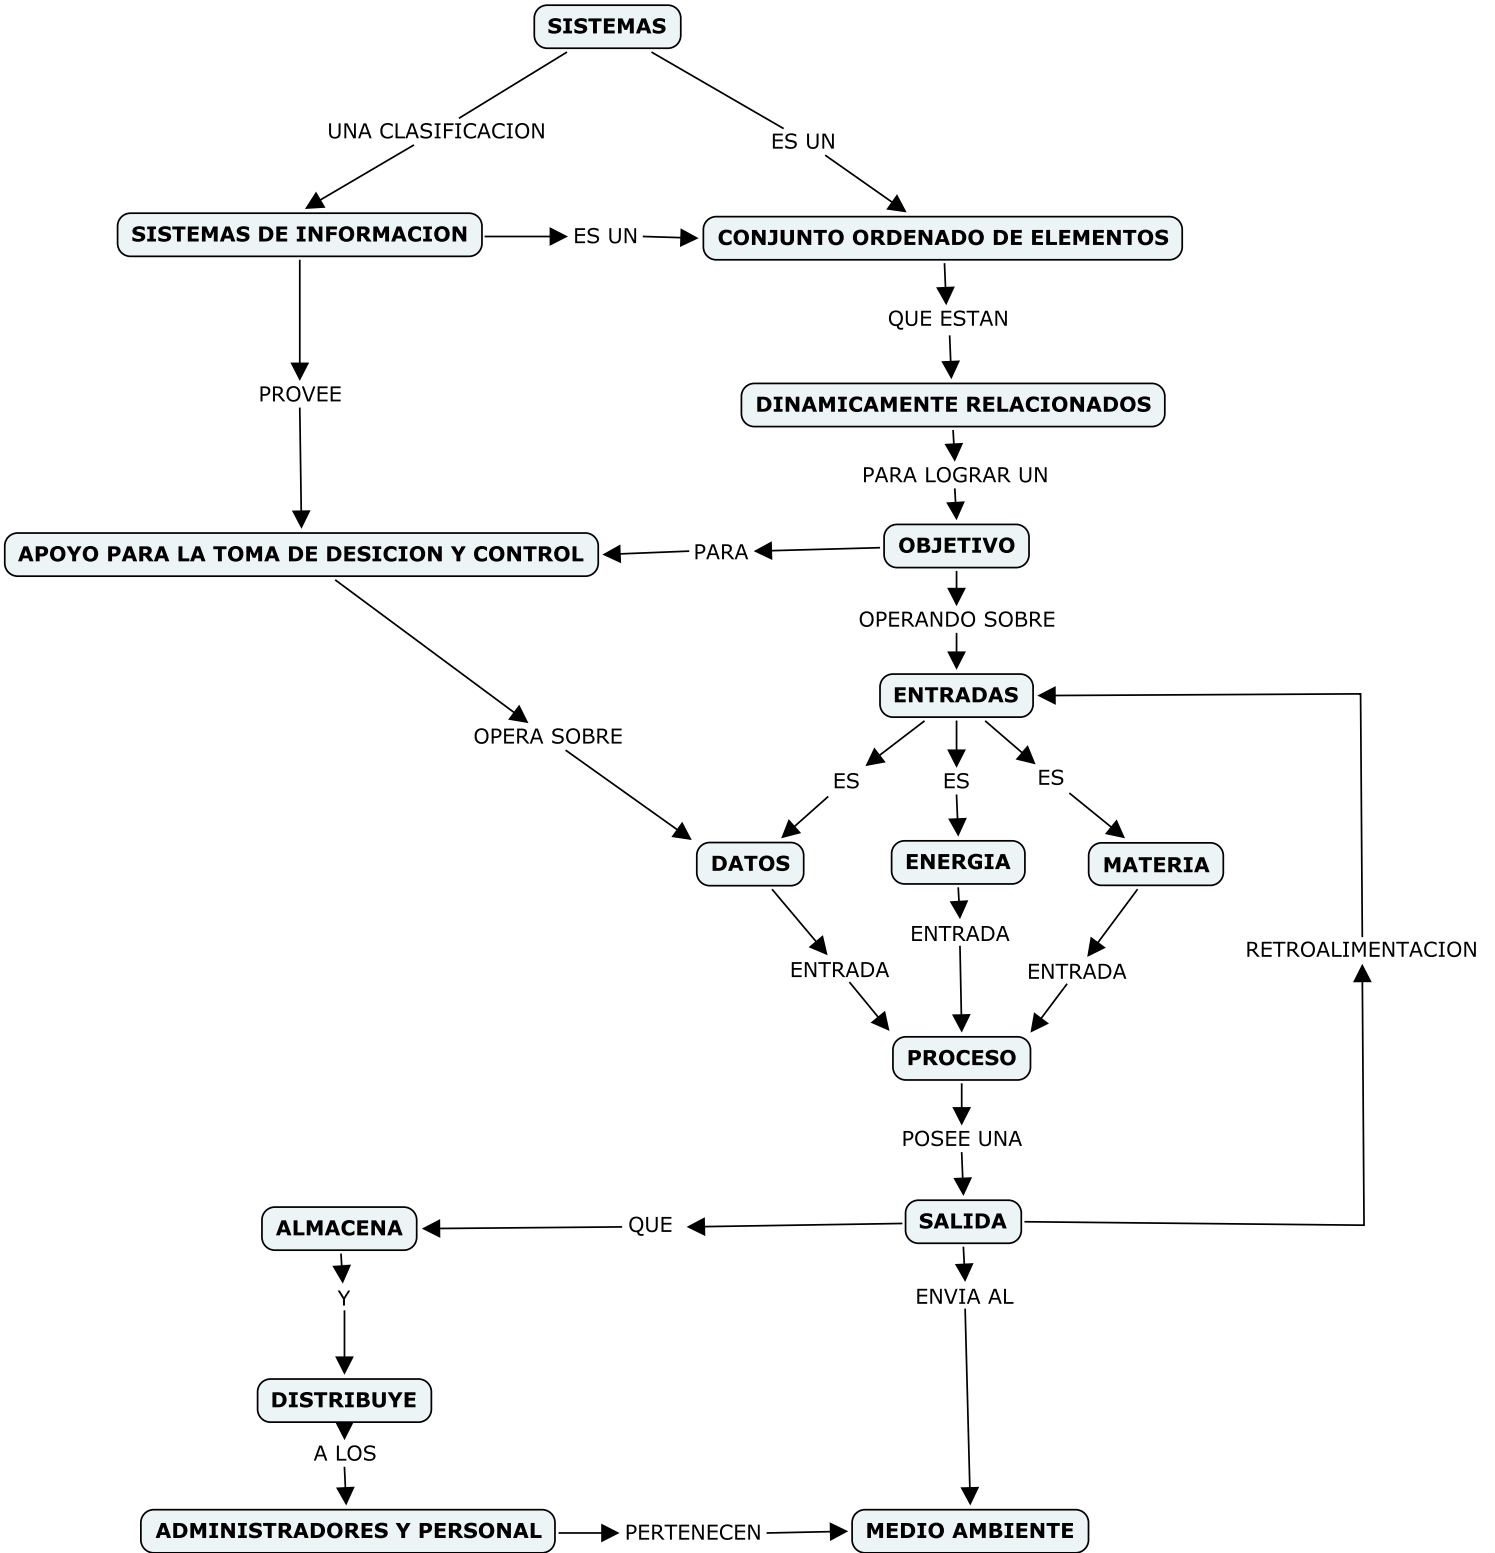 SISTEMAS
UNA CLASIFICACION
ES UN
SISTEMAS DE INFORMACION
ES UN
CONJUNTO ORDENADO DE ELEMENTOS
QUE ESTAN
PROVEE
DINAMICAMENTE RELACIONADOS
PARA LOGRAR UN
APOYO PARA LA TOMA DE DESICION Y CONTROL
PARA
OBJETIVO
OPERANDO SOBRE
ENTRADAS
OPERA SOBRE
ES
ES
ES
DATOS
ENERGIA
MATERIA
ENTRADA
ENTRADA
ENTRADA
RETROALIMENTACION
PROCESO
POSEE UNA
ALMACENA
QUE
SALIDA
Y
ENVIA AL
DISTRIBUYE
A LOS
ADMINISTRADORES Y PERSONAL
PERTENECEN
MEDIO AMBIENTE